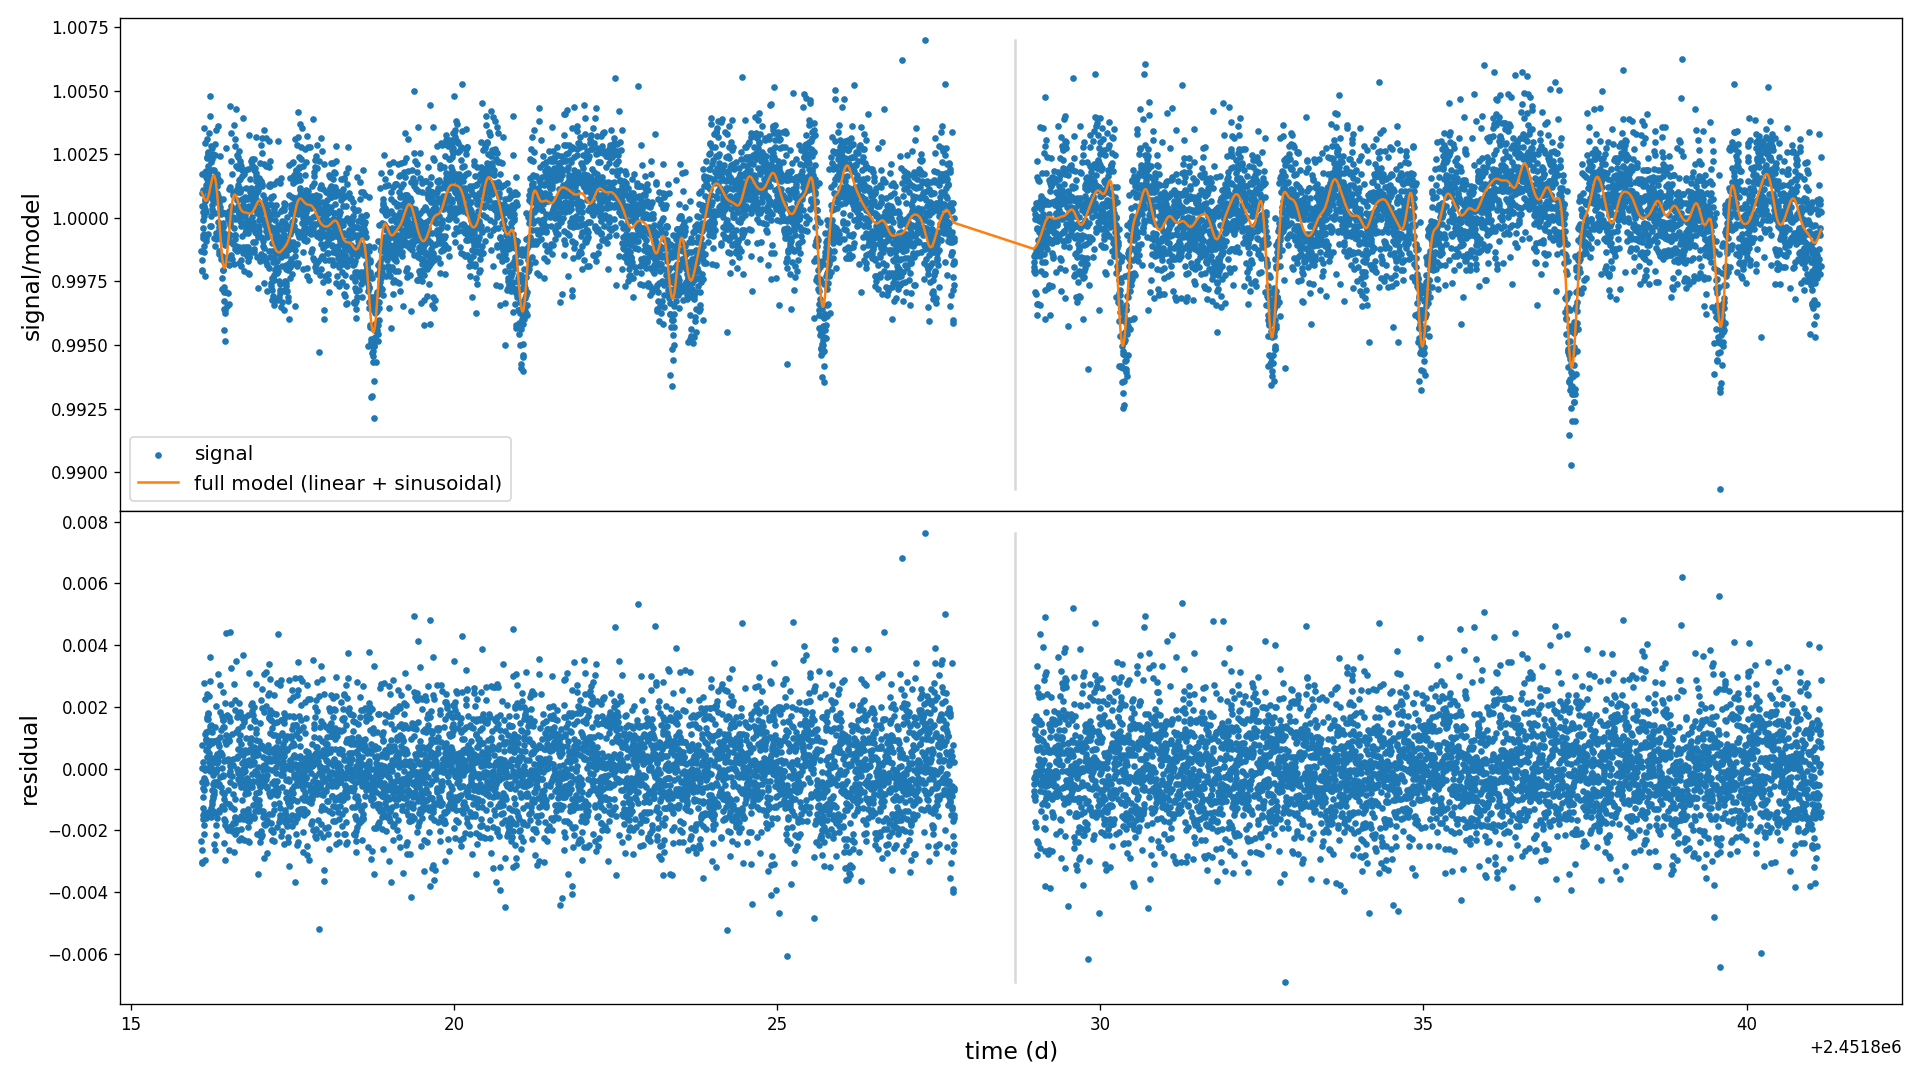 1.0075
1.0050
1.0025
1.0000
0.9975
0.9950
0.9925
0.9900
signal/model
signal
full model (linear + sinusoidal)
0.008
0.006
0.004
0.002
0.000
−0.002
−0.004
−0.006
residual
15 20 25 30 35 40
time (d)
+2.4518e6